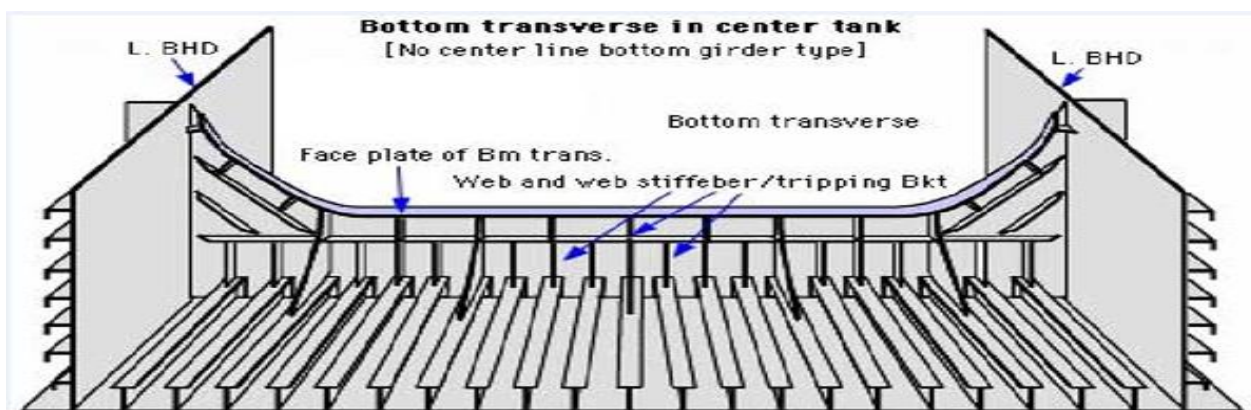 Bottom transverse in center tank
[No center line bottom girder type]
L. BHD
L. BHD
Bottom transverse
Face plate of Bm trans.
Web and web stiffeber/tripping Bkt